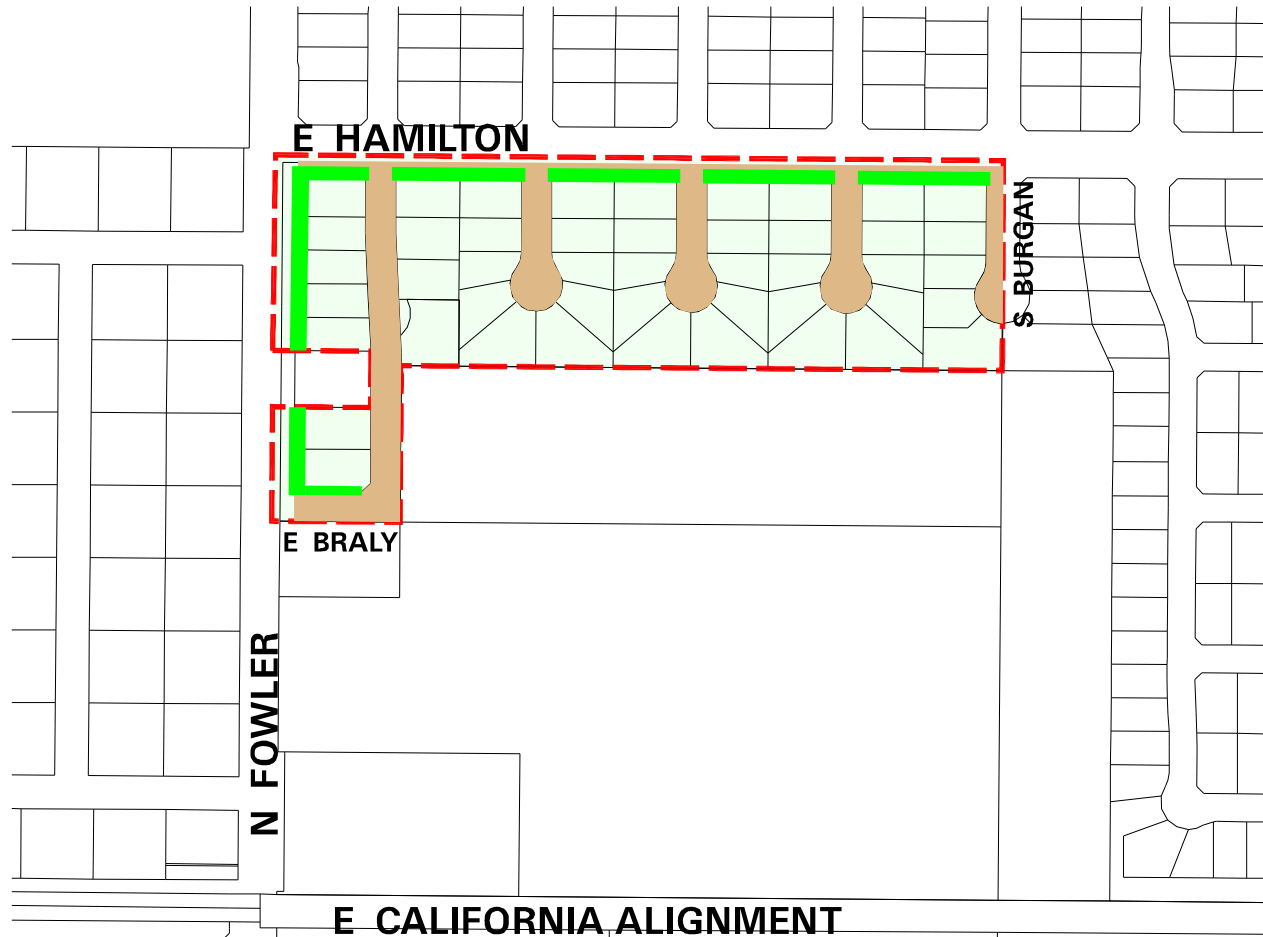 E HAMILTON
S BURGAN
E BRALY
N FOWLER
E CALIFORNIA ALIGNMENT